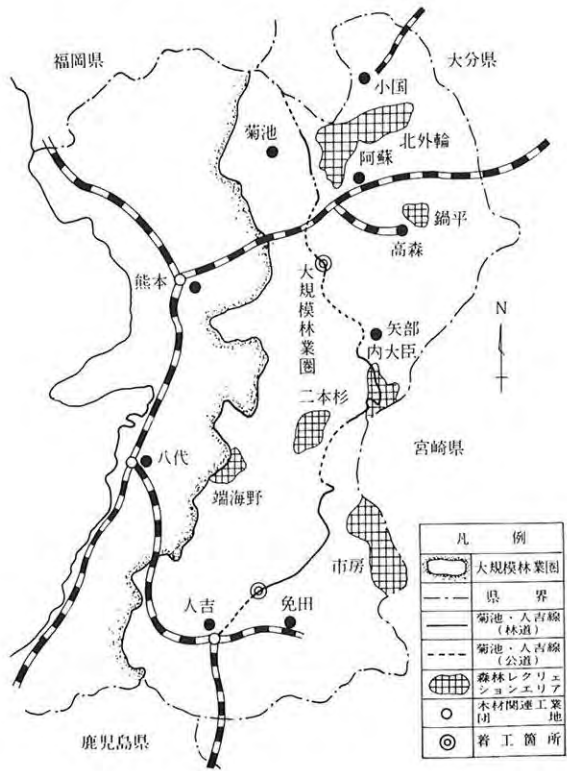 福岡県
大分県
小国
菊池
北外輪
阿蘇
鍋平
高森
熊本
大規模林業圏
N
矢部
内大臣
二本杉
宮崎県
八代
端海野
市房
人吉
免田
鹿児島県
凡 例
大規模林業圏
県 界
菊池・人吉線
(林道)
菊池・人吉線
(公道)
森林レクリェ
ションエリア
木材関連工業
団 地
着工箇所